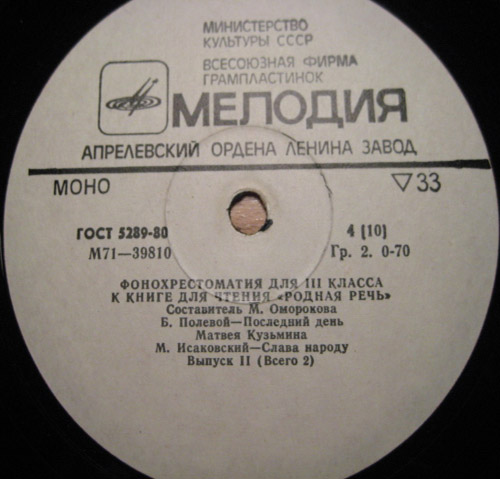 МИНИСТЕРСТВО
КУЛЬТУРЫ СССР
ВСЕСОЮЗНАЯ ФИРМА
ГРАМПЛАСТИНОК
МЕЛОДИЯ
АПРЕЛЕВСКИЙ ОРДЕНА ЛЕНИНА ЗАВОД
МОНО ▽33
ГОСТ 5289-80 4 (10)
М71—39810 Гр. 2. 0-70
ФОНОХРЕСТОМАТИЯ ДЛЯ III КЛАССА
К КНИГЕ ДЛЯ ЧТЕНИЯ «РОДНАЯ РЕЧЬ»
Составитель М. Оморокова
Б. Полевой—Последний день
Матвея Кузьмина
М. Исаковский—Слава народу
Выпуск II (Всего 2)